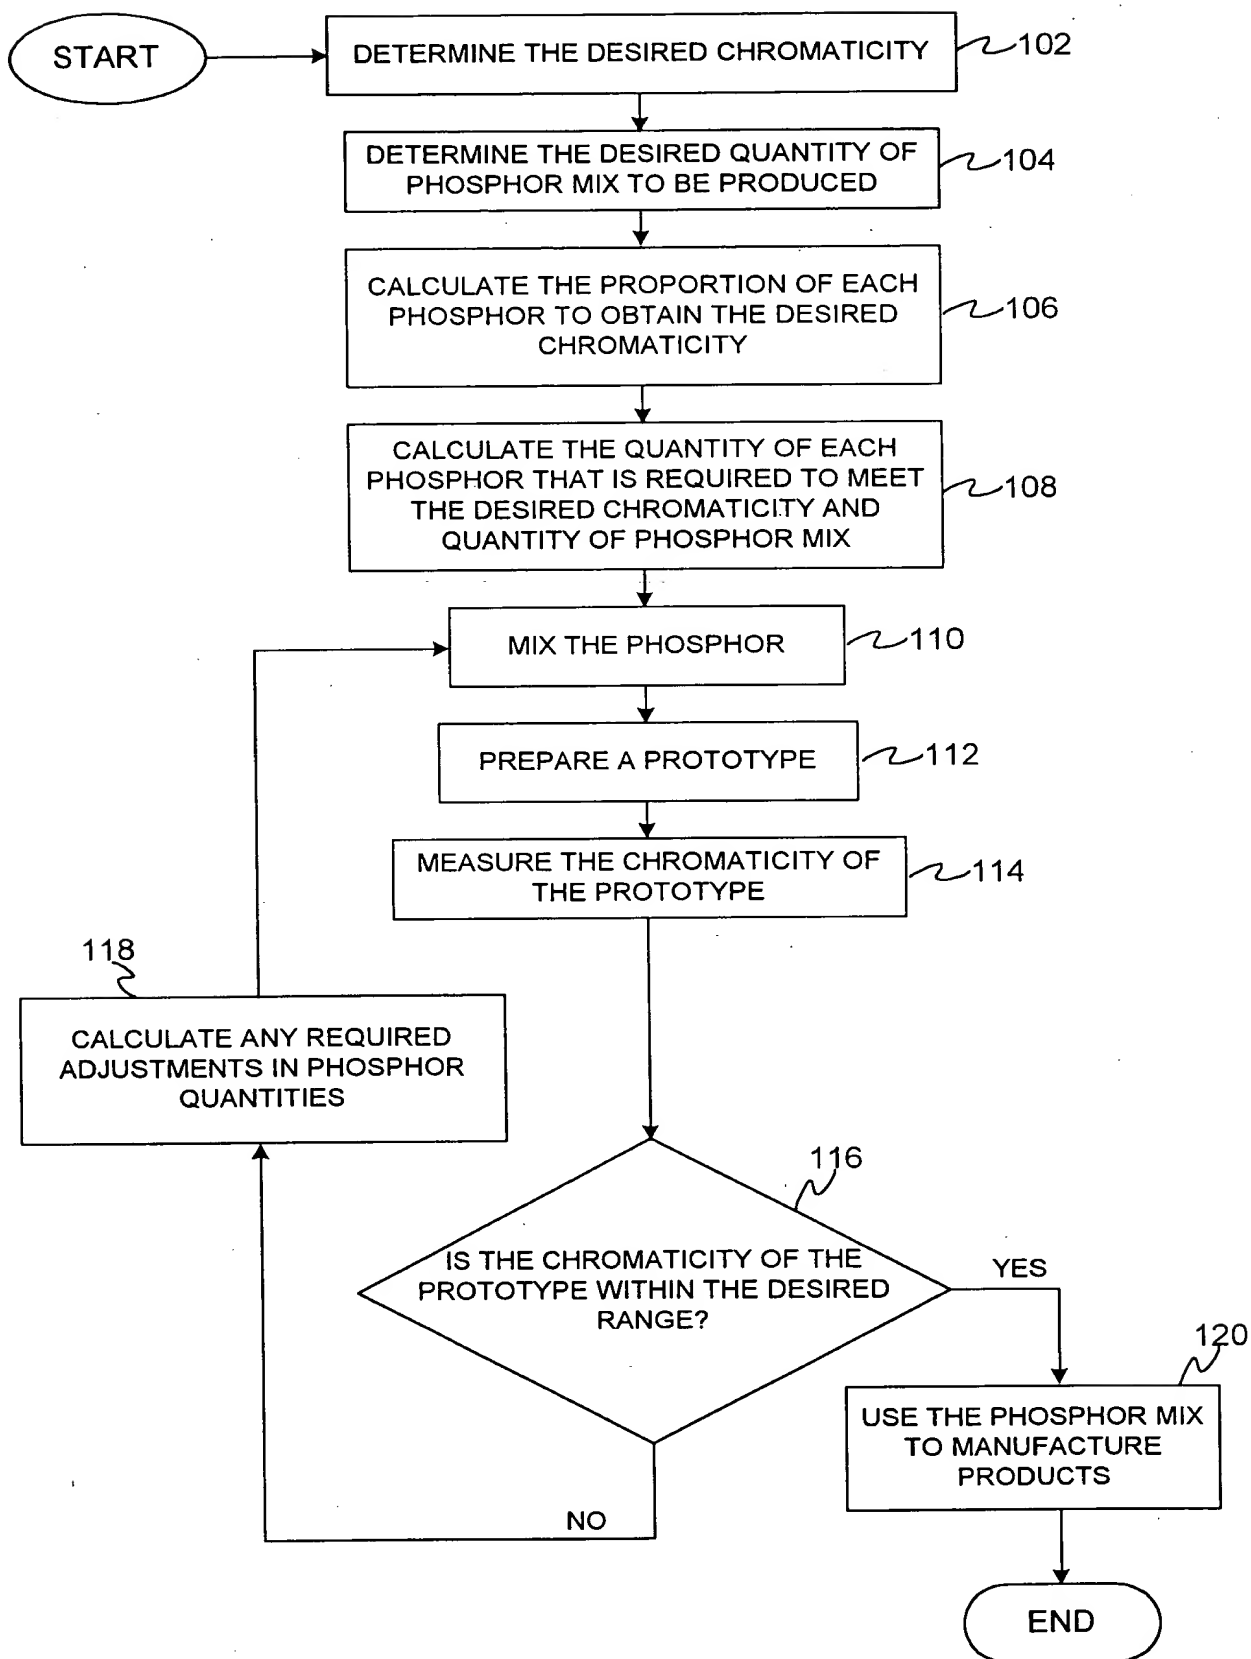 START
DETERMINE THE DESIRED CHROMATICITY
102
DETERMINE THE DESIRED QUANTITY OF
PHOSPHOR MIX TO BE PRODUCED
104
CALCULATE THE PROPORTION OF EACH
PHOSPHOR TO OBTAIN THE DESIRED
CHROMATICITY
106
CALCULATE THE QUANTITY OF EACH
PHOSPHOR THAT IS REQUIRED TO MEET
THE DESIRED CHROMATICITY AND
QUANTITY OF PHOSPHOR MIX
108
MIX THE PHOSPHOR
110
PREPARE A PROTOTYPE
112
MEASURE THE CHROMATICITY OF
THE PROTOTYPE
114
118
CALCULATE ANY REQUIRED
ADJUSTMENTS IN PHOSPHOR
QUANTITIES
116
IS THE CHROMATICITY OF THE
PROTOTYPE WITHIN THE DESIRED
RANGE?
YES
NO
120
USE THE PHOSPHOR MIX
TO MANUFACTURE
PRODUCTS
END